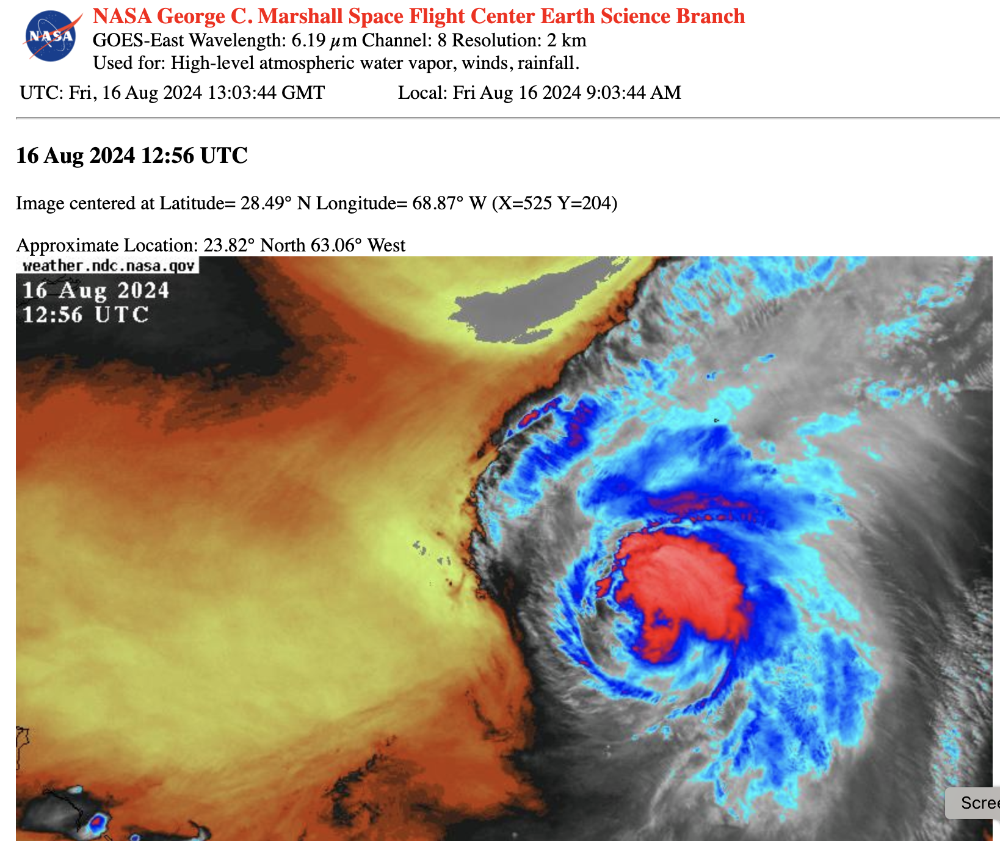 NASA
NASA George C. Marshall Space Flight Center Earth Science Branch
GOES-East Wavelength: 6.19 µm Channel: 8 Resolution: 2 km
Used for: High-level atmospheric water vapor, winds, rainfall.
UTC: Fri, 16 Aug 2024 13:03:44 GMT Local: Fri Aug 16 2024 9:03:44 AM
16 Aug 2024 12:56 UTC
Image centered at Latitude= 28.49° N Longitude= 68.87° W (X=525 Y=204)
Approximate Location: 23.82° North 63.06° West
weather.ndc.nasa.gov
16 Aug 2024
12:56 UTC
Scree